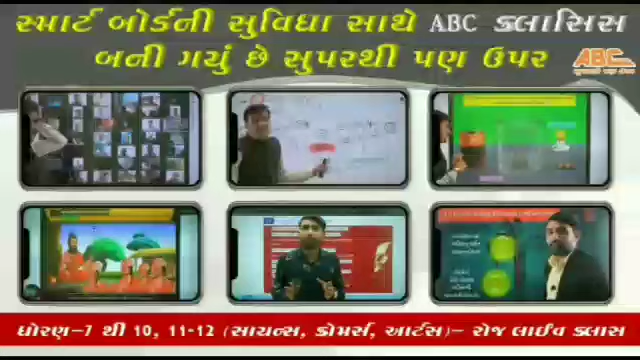 સ્માર્ટ બોર્ડની સુવિધા સાથે ABC ક્લાસિસ
બની ગયું છે સુપરથી પણ ઉપર
ABC
ધોરણ-7 થી 10, 11-12 (સાયન્સ, કોમર્સ, આર્ટસ)- રોજ લાઈવ ક્લાસ